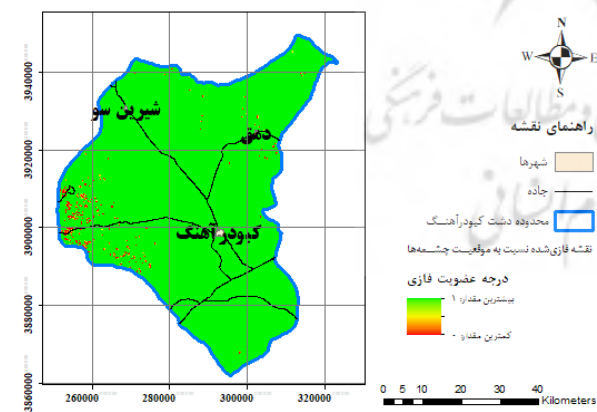 3940000
3920000
3900000
3880000
3860000
260000
280000
300000
320000
شیرین سو
دمق
کبودرآهنگ
N
W
E
S
راهنمای نقشه
شهرها
جاده
محدوده دشت کبودرآهنگ
نقشه فازی‌شده نسبت به موقعیت چشمه‌ها
درجه عضویت فازی
بیشترین مقدار: ۱
کمترین مقدار: ۰
0 5 10 20 30 40
Kilometers